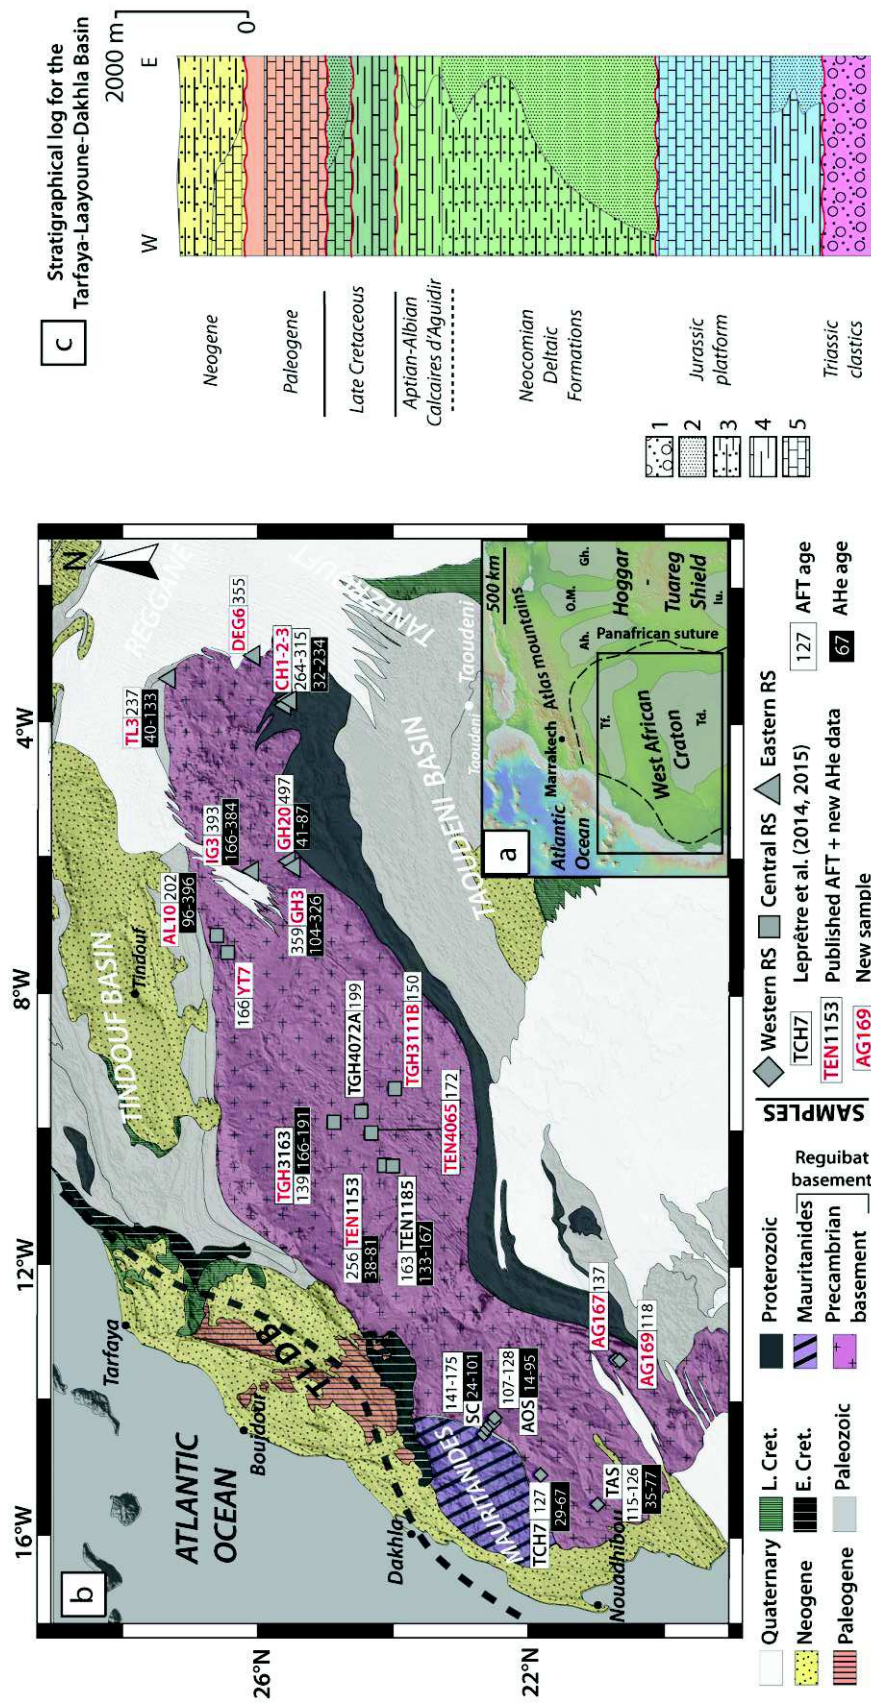 b
16°W
12°W
8°W
4°W
26°N
22°N
N
ATLANTIC
OCEAN
Tarfaya
Boujdour
Dakhla
Nouadhibou
TLDB
MAURITANDES
TINDOUF BASIN
Tindouf
REGGANE
TANEZROUFT
TAOUDENI BASIN
Taoudeni
Taoudeni
TL3 237
40-133
DEG6 355
CH1-2-3
264-315
32-234
IG3 393
166-384
GH20 497
41-87
AL10 202
96-396
359 GH3
104-326
166 YT7
TGH4072A 199
TGH3111B 150
TGH3163
139 166-191
TEN4065 172
256 TEN1153
38-81
163 TEN1185
133-167
141-175
SC 24-101
107-128
AOS 14-95
TCH7 127
29-67
TAS
115-126
35-77
AG167 137
AG169 118
a
500 km
Atlantic
Ocean
Marrakech
Atlas mountains
Tf.
Ah.
O.M.
Gh.
Hoggar
-
Tuareg
Shield
Iu.
Panafrican suture
West African
Craton
Td.
Quaternary
Neogene
Paleogene
L. Cret.
E. Cret.
Paleozoic
Proterozoic
Mauritanides
Precambrian
basement
Reguibat
basement
SAMPLES
Western RS
Central RS
Eastern RS
TCH7 Leprêtre et al. (2014, 2015)
TEN1153 Published AFT + new AHe data
AG169 New sample
127 AFT age
67 AHe age
c
Stratigraphical log for the
Tarfaya-Laayoune-Dakhla Basin
2000 m
0
W
E
Neogene
Paleogene
Late Cretaceous
Aptian-Albian
Calcaires d'Aguidir
Neocomian
Deltaic
Formations
Jurassic
platform
Triassic
clastics
1
2
3
4
5